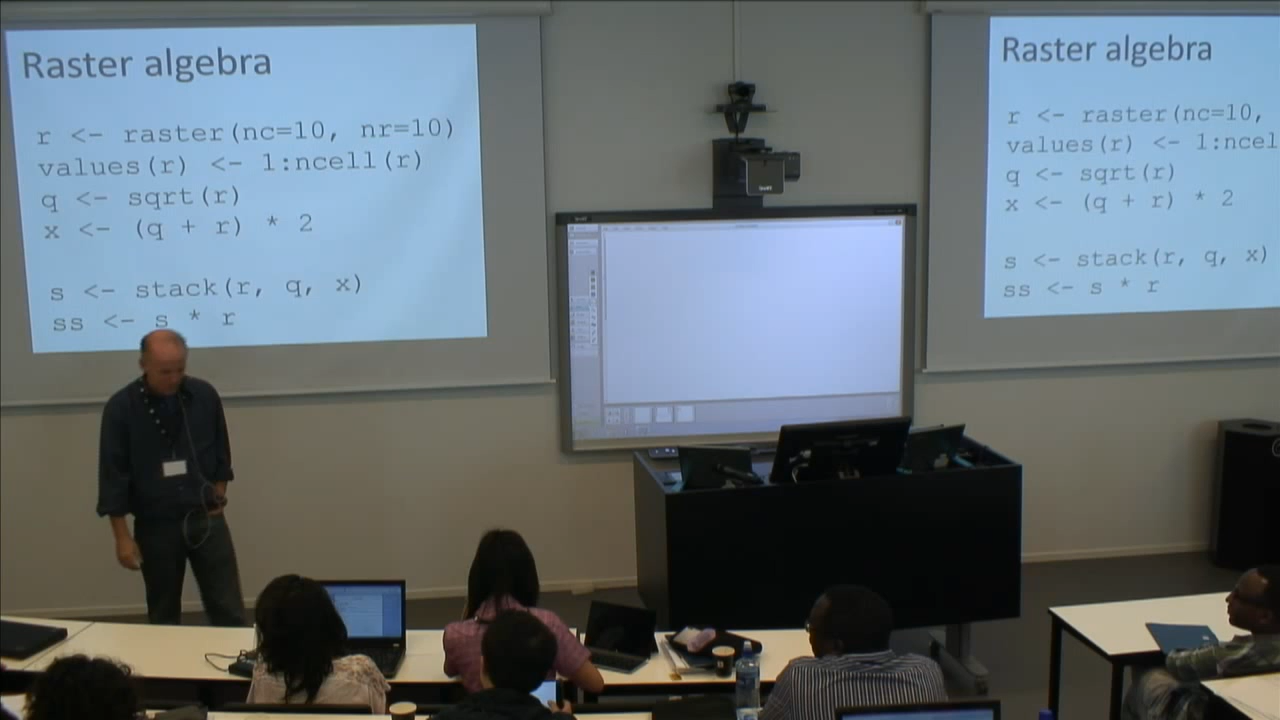 Raster algebra
r <- raster(nc=10, nr=10)
values(r) <- 1:ncell(r)
q <- sqrt(r)
x <- (q + r) * 2
s <- stack(r, q, x)
ss <- s * r
Raster algebra
r <- raster(nc=10,
values(r) <- 1:ncel
q <- sqrt(r)
x <- (q + r) * 2
s <- stack(r, q, x)
ss <- s * r